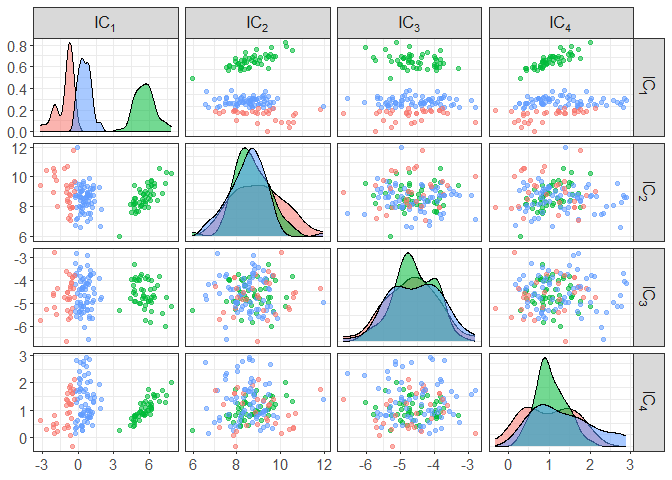 IC₁ IC₂ IC₃ IC₄
0.8
0.6
0.4
0.2
0.0
IC₁
12
10
8
6
IC₂
-3
-4
-5
-6
IC₃
3
2
1
0
IC₄
-3 0 3 6 6 8 10 12 -6 -5 -4 -3 0 1 2 3